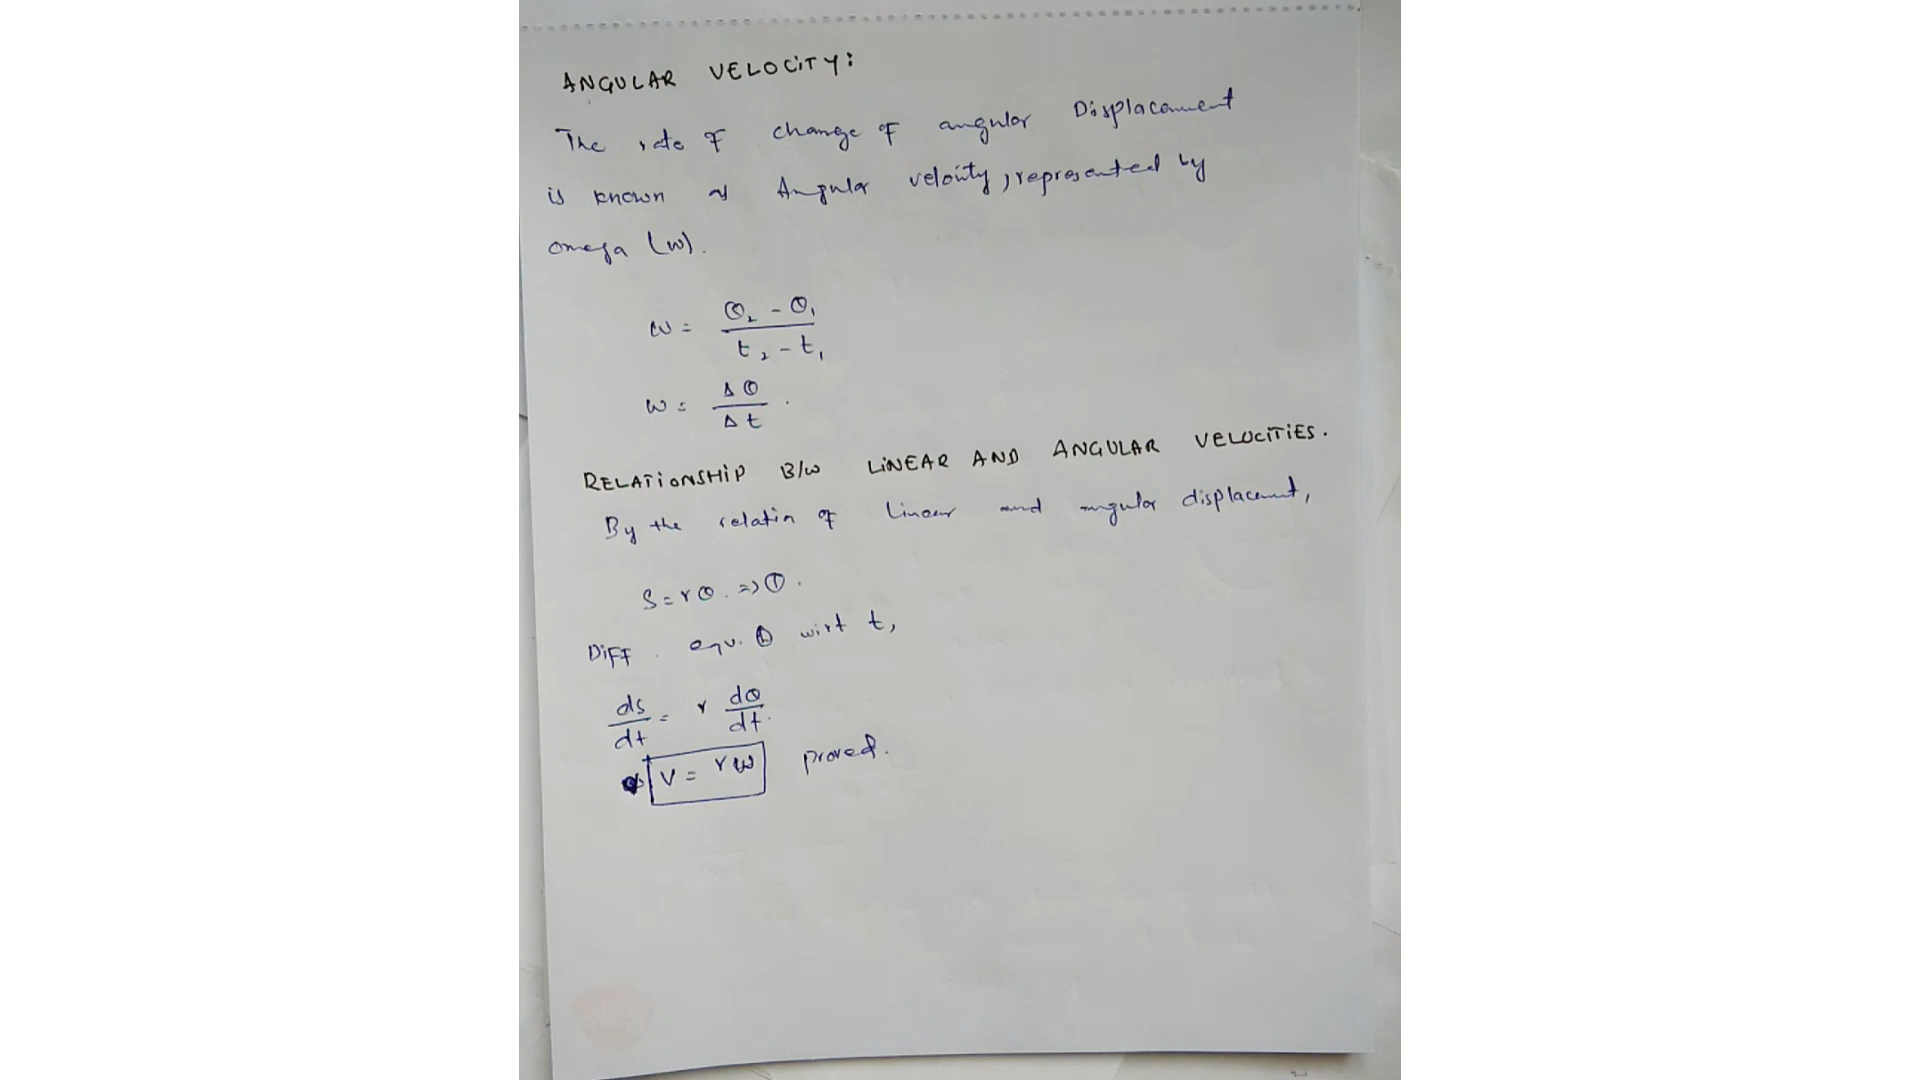 ANGULAR VELOCITY:
The rate of change of angular Displacement
is known as Angular velocity, represented by
omega (ω).
ω = θ₂ - θ₁ / t₂ - t₁
ω = Δθ / Δt .
RELATIONSHIP B/W LINEAR AND ANGULAR VELOCITIES.
By the relatin of Linear and angular displacement,
S = rθ. => ①.
Diff. equ. ① w.r.t t,
ds/dt = r dθ/dt.
V = rω proved.